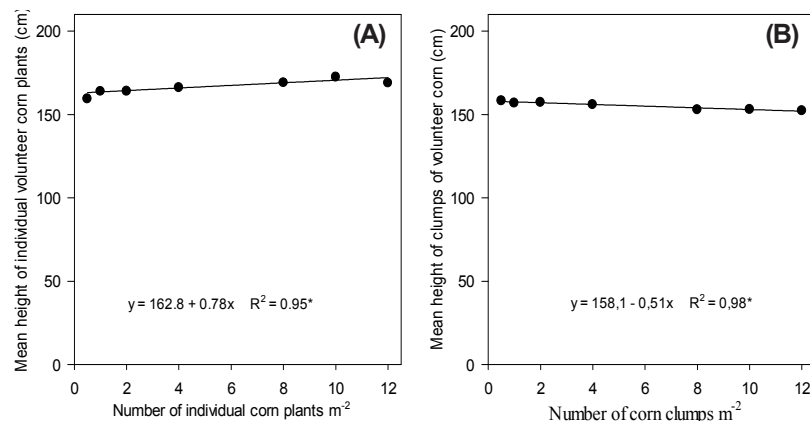 (A)
Mean height of individual volunteer corn plants (cm)
200
150
100
50
0
y = 162.8 + 0.78x R² = 0.95*
0 2 4 6 8 10 12
Number of individual corn plants m⁻²
(B)
Mean height of clumps of volunteer corn (cm)
200
150
100
50
0
y = 158,1 - 0,51x R² = 0,98*
0 2 4 6 8 10 12
Number of corn clumps m⁻²